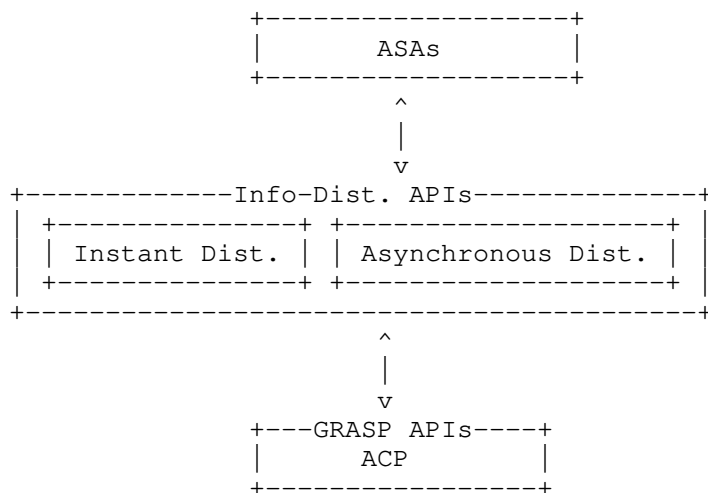 ASAs
Info-Dist. APIs
Instant Dist. Asynchronous Dist.
GRASP APIs
ACP